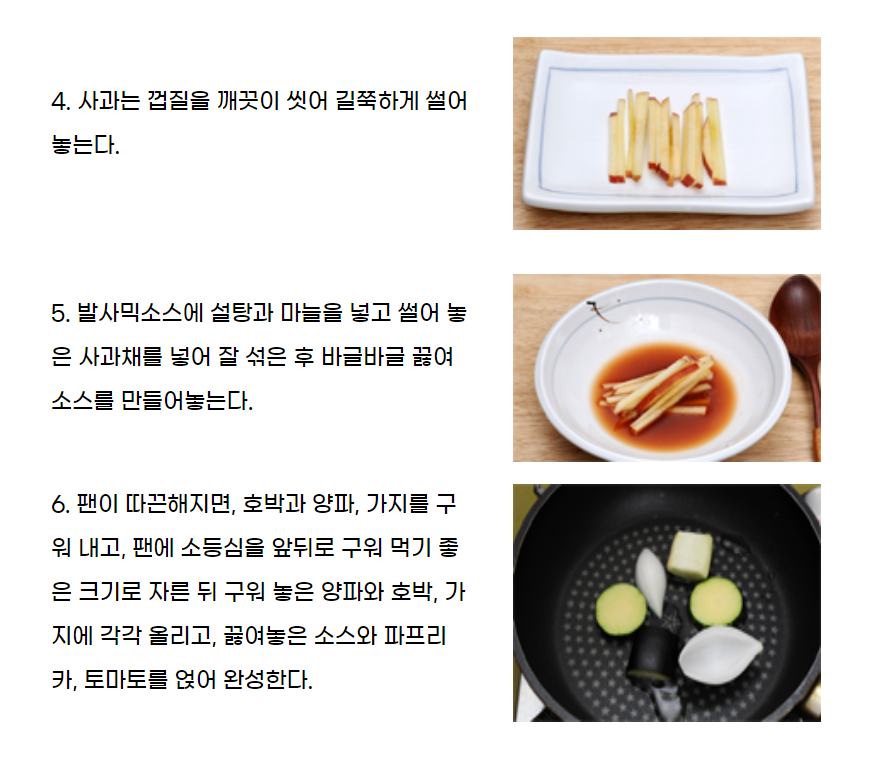 4. 사과는 껍질을 깨끗이 씻어 길쭉하게 썰어
놓는다.
5. 발사믹소스에 설탕과 마늘을 넣고 썰어 놓
은 사과채를 넣어 잘 섞은 후 바글바글 끓여
소스를 만들어놓는다.
6. 팬이 따끈해지면, 호박과 양파, 가지를 구
워 내고, 팬에 소등심을 앞뒤로 구워 먹기 좋
은 크기로 자른 뒤 구워 놓은 양파와 호박, 가
지에 각각 올리고, 끓여놓은 소스와 파프리
카, 토마토를 얹어 완성한다.